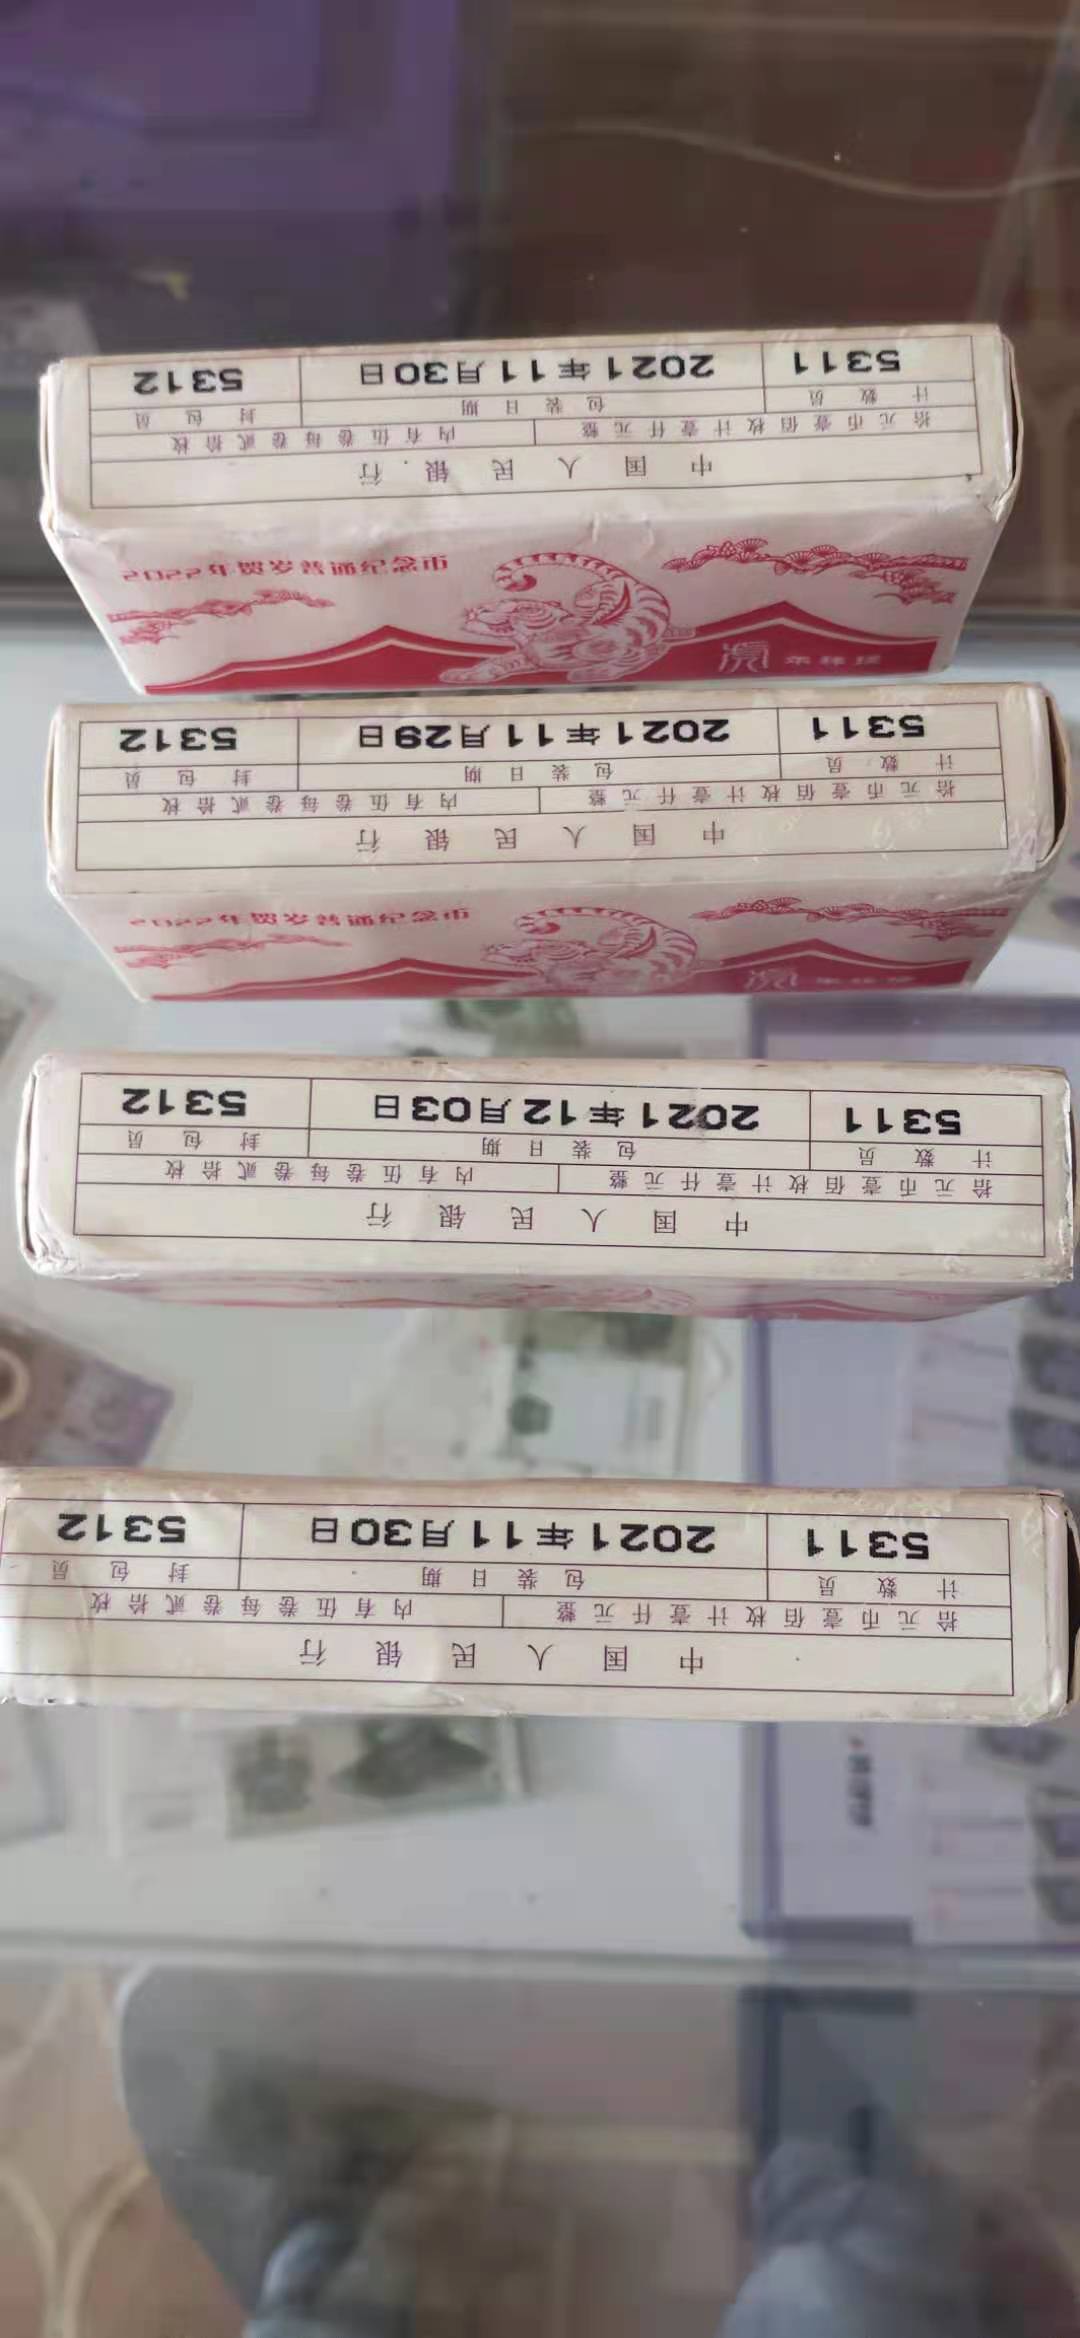 中国人民银行
拾元币壹佰枚计壹仟元整 内有伍卷每卷贰拾枚
计数员 包装日期 封包员
5311 2021年11月30日 5312
2022年贺岁普通纪念币
虎年祥瑞
中国人民银行
拾元币壹佰枚计壹仟元整 内有伍卷每卷贰拾枚
计数员 包装日期 封包员
5311 2021年11月29日 5312
2022年贺岁普通纪念币
中国人民银行
拾元币壹佰枚计壹仟元整 内有伍卷每卷贰拾枚
计数员 包装日期 封包员
5311 2021年12月03日 5312
中国人民银行
拾元币壹佰枚计壹仟元整 内有伍卷每卷贰拾枚
计数员 包装日期 封包员
5311 2021年11月30日 5312